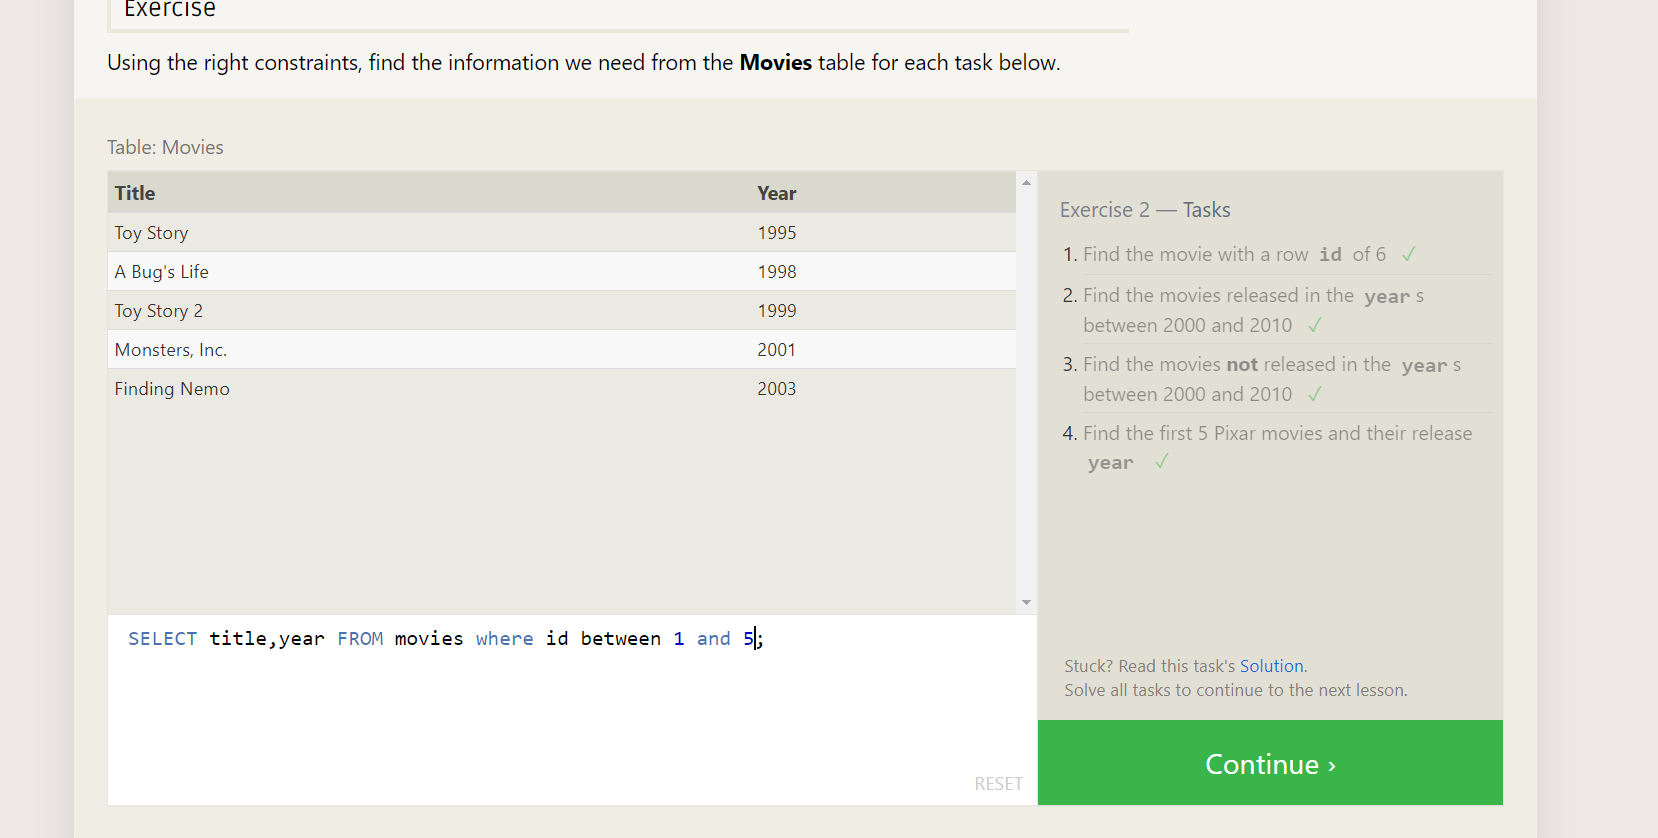 Exercise
Using the right constraints, find the information we need from the Movies table for each task below.
Table: Movies
Title Year
Toy Story 1995
A Bug's Life 1998
Toy Story 2 1999
Monsters, Inc. 2001
Finding Nemo 2003
SELECT title,year FROM movies where id between 1 and 5;
RESET
Exercise 2 — Tasks
1. Find the movie with a row id of 6 ✓
2. Find the movies released in the year s
between 2000 and 2010 ✓
3. Find the movies not released in the year s
between 2000 and 2010 ✓
4. Find the first 5 Pixar movies and their release
year ✓
Stuck? Read this task's Solution.
Solve all tasks to continue to the next lesson.
Continue ›